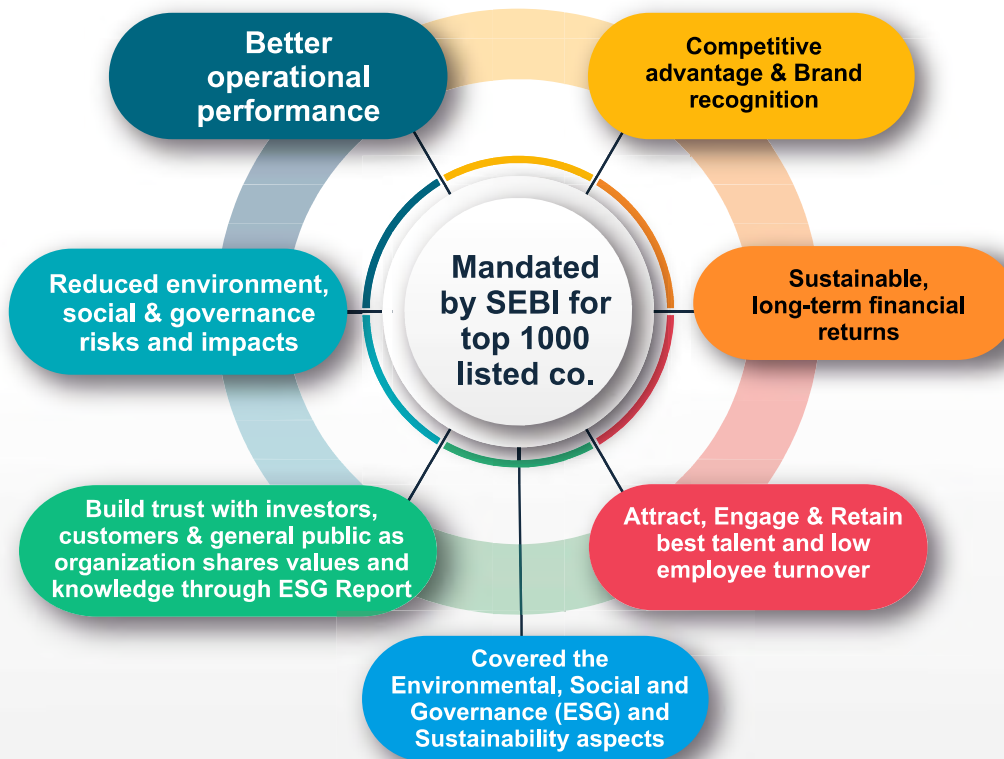 Better
operational
performance
Competitive
advantage & Brand
recognition
Reduced environment,
social & governance
risks and impacts
Mandated
by SEBI for
top 1000
listed co.
Sustainable,
long-term financial
returns
Build trust with investors,
customers & general public as
organization shares values and
knowledge through ESG Report
Attract, Engage & Retain
best talent and low
employee turnover
Covered the
Environmental, Social and
Governance (ESG) and
Sustainability aspects